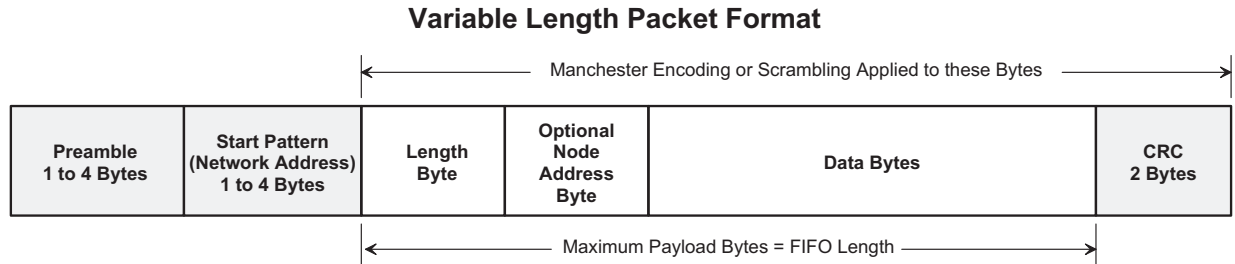 Variable Length Packet Format
Manchester Encoding or Scrambling Applied to these Bytes
Preamble
1 to 4 Bytes
Start Pattern
(Network Address)
1 to 4 Bytes
Length
Byte
Optional
Node
Address
Byte
Data Bytes
CRC
2 Bytes
Maximum Payload Bytes = FIFO Length